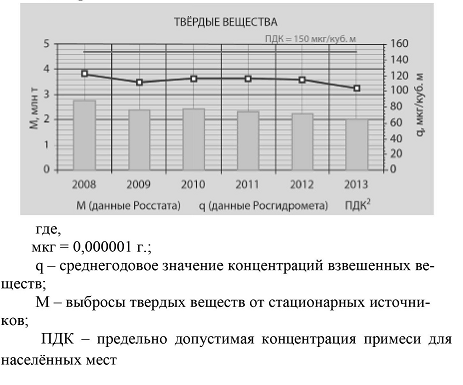 ТВЁРДЫЕ ВЕЩЕСТВА
ПДК = 150 мкг/куб. м
М, млн т
5
4
3
2
1
0
160
140
120
100
80
60
40
20
0
q, мкг/куб. м
2008 2009 2010 2011 2012 2013
М (данные Росстата) q (данные Росгидромета) ПДК²
где,
мкг = 0,000001 г.;
q – среднегодовое значение концентраций взвешенных ве-
ществ;
М – выбросы твердых веществ от стационарных источни-
ков;
ПДК – предельно допустимая концентрация примеси для
населённых мест